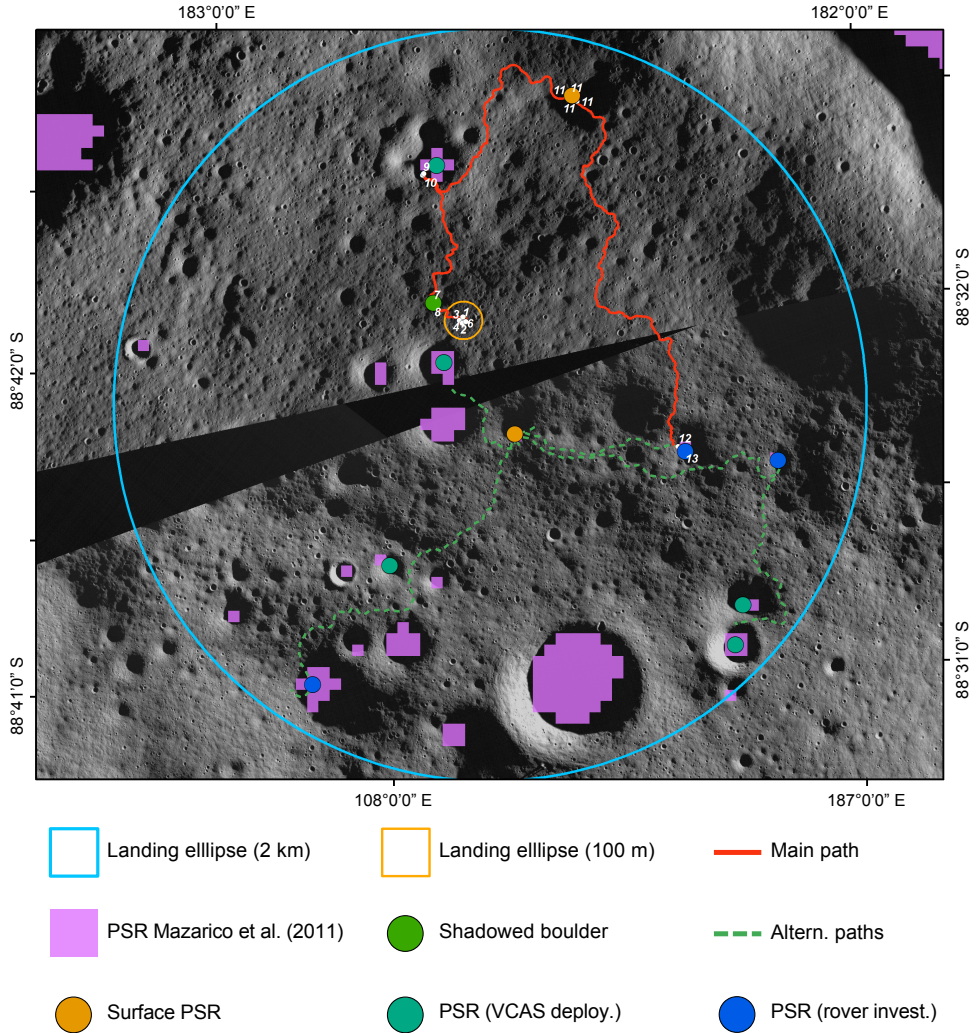 183°0'0" E
182°0'0" E
11
11
11
11
9
10
7
8
3
1
6
4
2
88°32'0" S
88°42'0" S
12
13
88°31'0" S
88°41'0" S
108°0'0" E
187°0'0" E
Landing elllipse (2 km)
Landing elllipse (100 m)
Main path
PSR Mazarico et al. (2011)
Shadowed boulder
Altern. paths
Surface PSR
PSR (VCAS deploy.)
PSR (rover invest.)